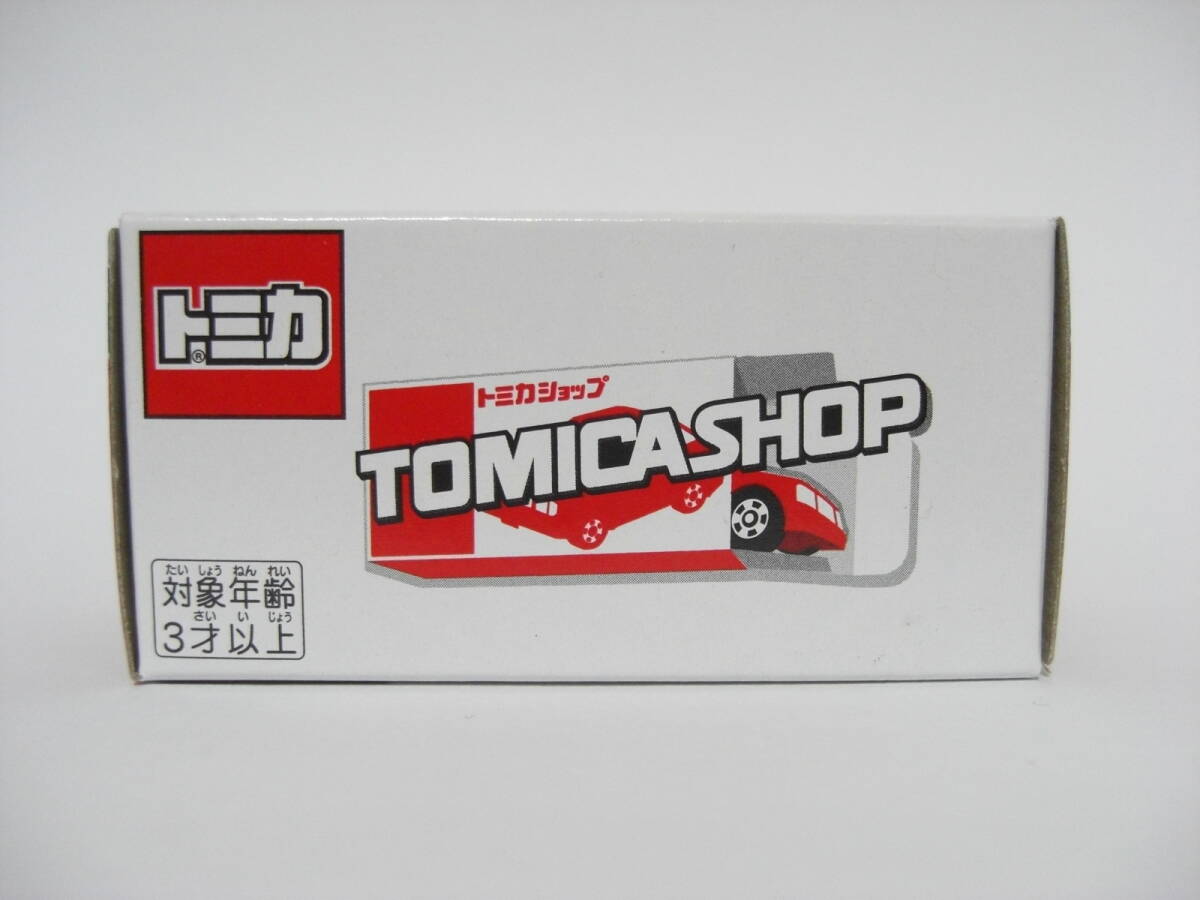 トミカ®
トミカショップ
TOMICASHOP
たいしょうねんれい
対象年齢
さいいじょう
3才以上